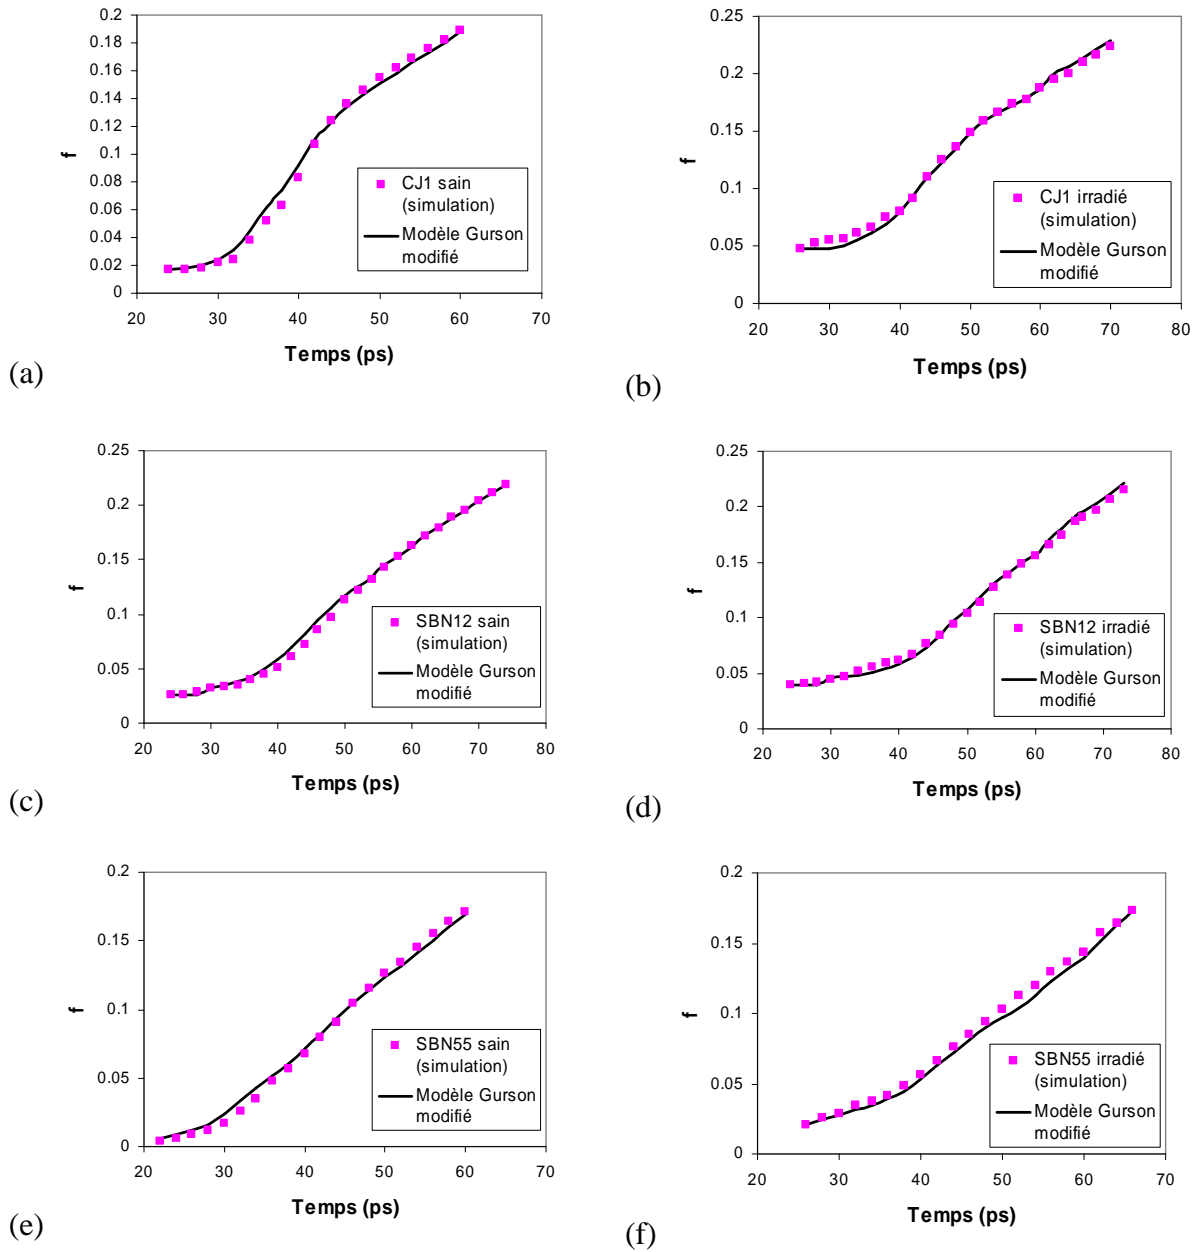 0.2
0.18
0.16
0.14
0.12
0.1
0.08
0.06
0.04
0.02
0
f
20 30 40 50 60 70
Temps (ps)
CJ1 sain
(simulation)
Modèle Gurson
modifié
(a)
0.25
0.2
0.15
0.1
0.05
0
f
20 30 40 50 60 70 80
Temps (ps)
CJ1 irradié
(simulation)
Modèle Gurson
modifié
(b)
0.25
0.2
0.15
0.1
0.05
0
f
20 30 40 50 60 70 80
Temps (ps)
SBN12 sain
(simulation)
Modèle Gurson
modifié
(c)
0.25
0.2
0.15
0.1
0.05
0
f
20 30 40 50 60 70 80
Temps (ps)
SBN12 irradié
(simulation)
Modèle Gurson
modifié
(d)
0.2
0.15
0.1
0.05
0
f
20 30 40 50 60 70
Temps (ps)
SBN55 sain
(simulation)
Modèle Gurson
modifié
(e)
0.2
0.15
0.1
0.05
0
f
20 30 40 50 60 70
Temps (ps)
SBN55 irradié
(simulation)
Modèle Gurson
modifié
(f)